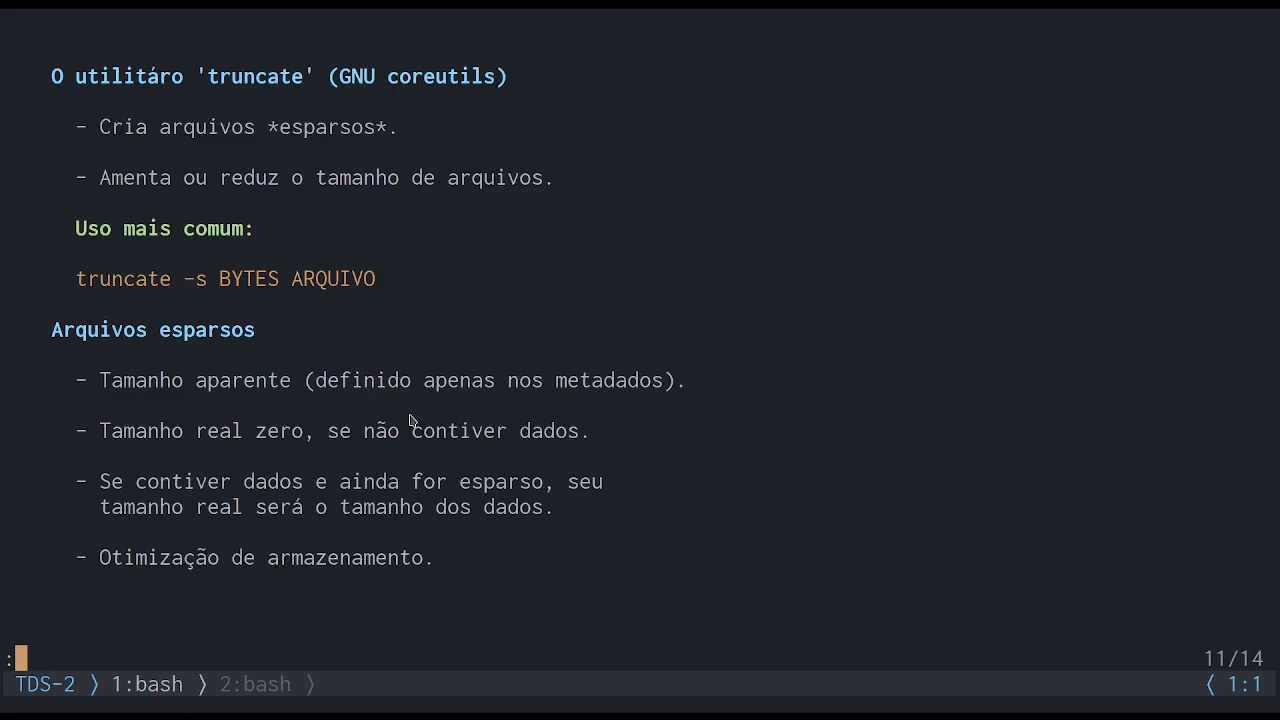 O utilitáro 'truncate' (GNU coreutils)
- Cria arquivos *esparsos*.
- Amenta ou reduz o tamanho de arquivos.
Uso mais comum:
truncate -s BYTES ARQUIVO
Arquivos esparsos
- Tamanho aparente (definido apenas nos metadados).
- Tamanho real zero, se não contiver dados.
- Se contiver dados e ainda for esparso, seu
tamanho real será o tamanho dos dados.
- Otimização de armazenamento.
: 11/14
TDS-2 ⟩ 1:bash ⟩ 2:bash ⟩ ⟨ 1:1